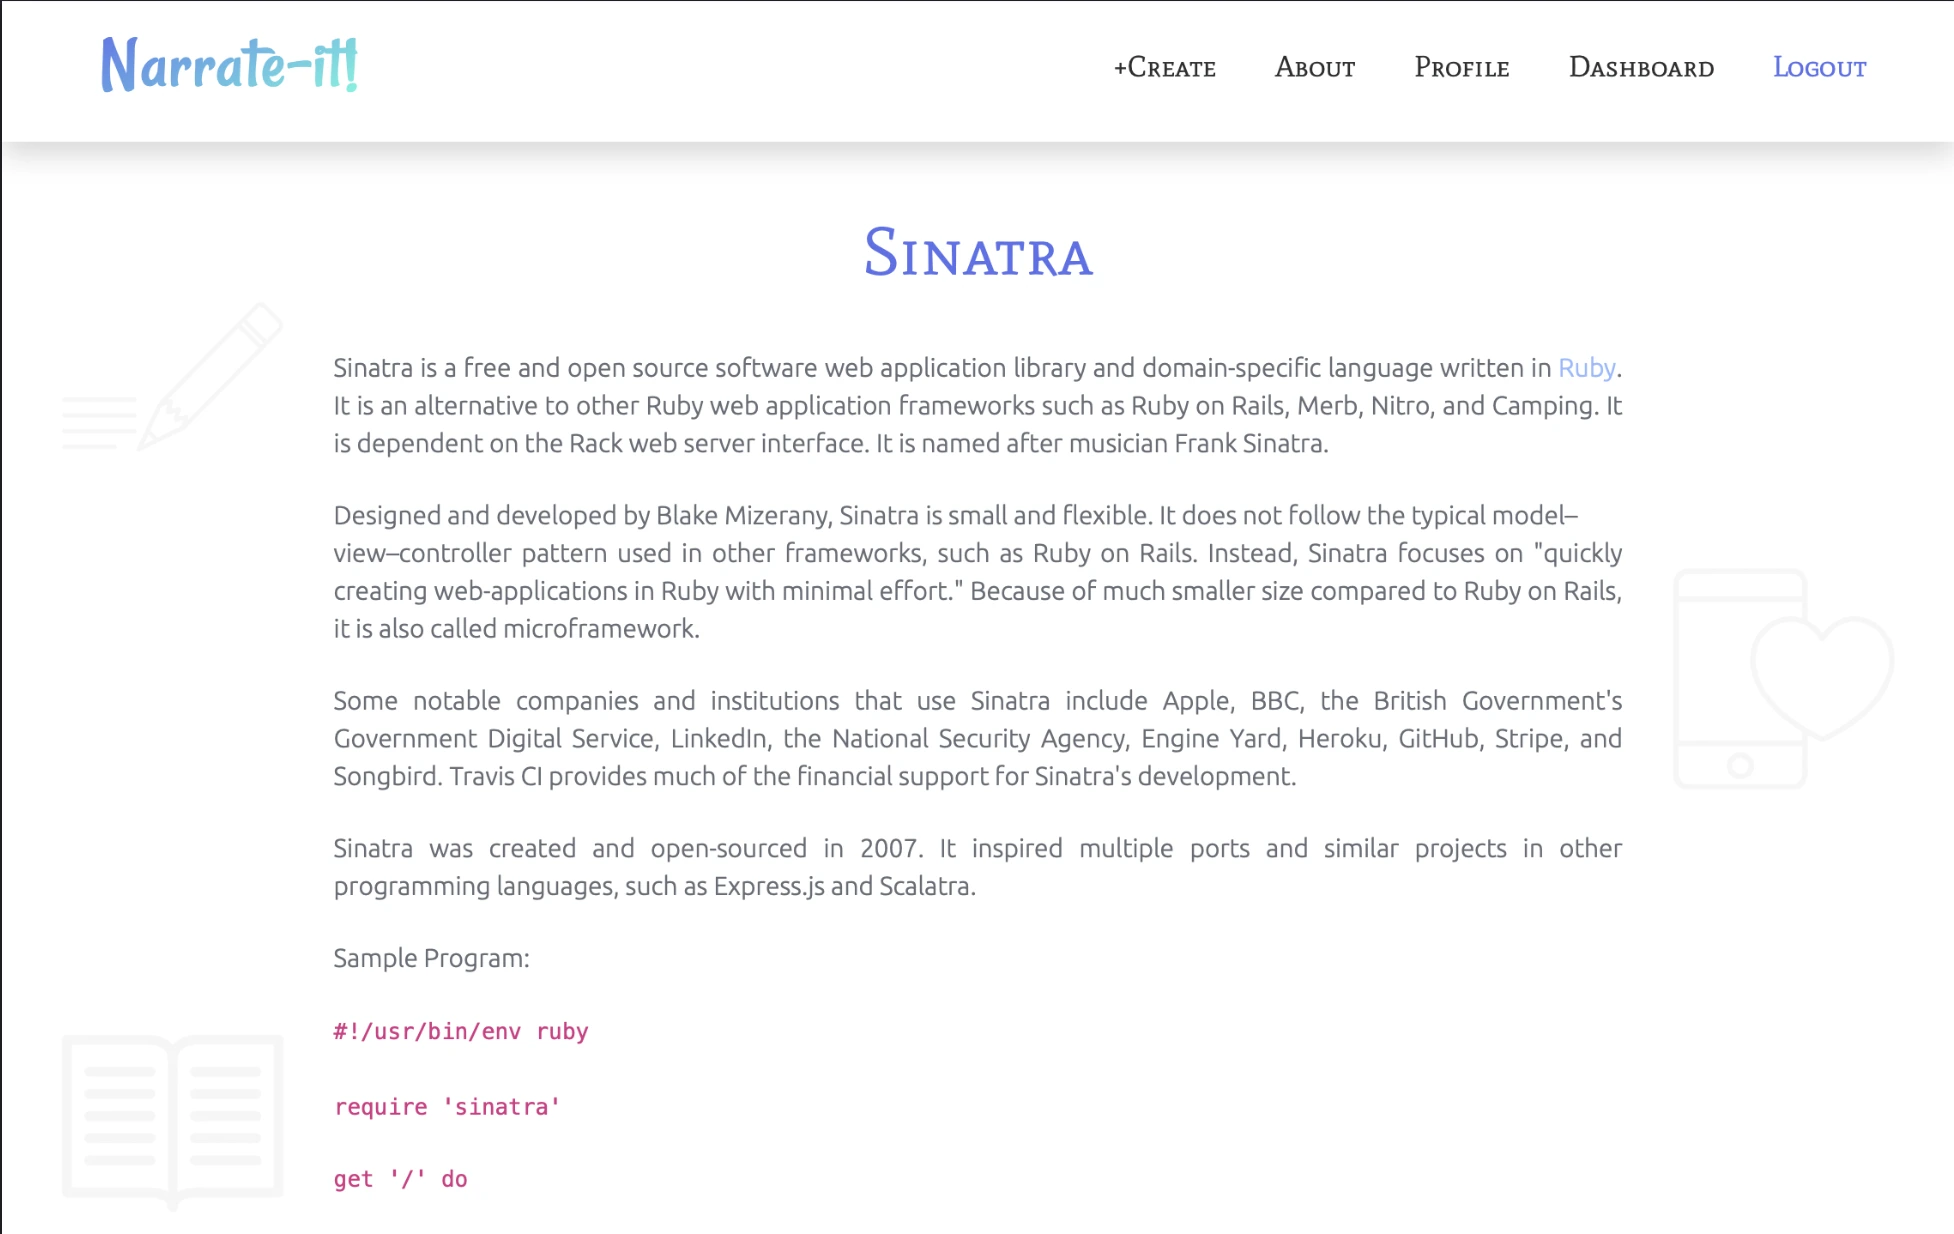 Narrate-it!
+Create
About
Profile
Dashboard
Logout
Sinatra
Sinatra is a free and open source software web application library and domain-specific language written in Ruby.
It is an alternative to other Ruby web application frameworks such as Ruby on Rails, Merb, Nitro, and Camping. It
is dependent on the Rack web server interface. It is named after musician Frank Sinatra.
Designed and developed by Blake Mizerany, Sinatra is small and flexible. It does not follow the typical model–
view–controller pattern used in other frameworks, such as Ruby on Rails. Instead, Sinatra focuses on "quickly
creating web-applications in Ruby with minimal effort." Because of much smaller size compared to Ruby on Rails,
it is also called microframework.
Some notable companies and institutions that use Sinatra include Apple, BBC, the British Government's
Government Digital Service, LinkedIn, the National Security Agency, Engine Yard, Heroku, GitHub, Stripe, and
Songbird. Travis CI provides much of the financial support for Sinatra's development.
Sinatra was created and open-sourced in 2007. It inspired multiple ports and similar projects in other
programming languages, such as Express.js and Scalatra.
Sample Program:
#!/usr/bin/env ruby
require 'sinatra'
get '/' do